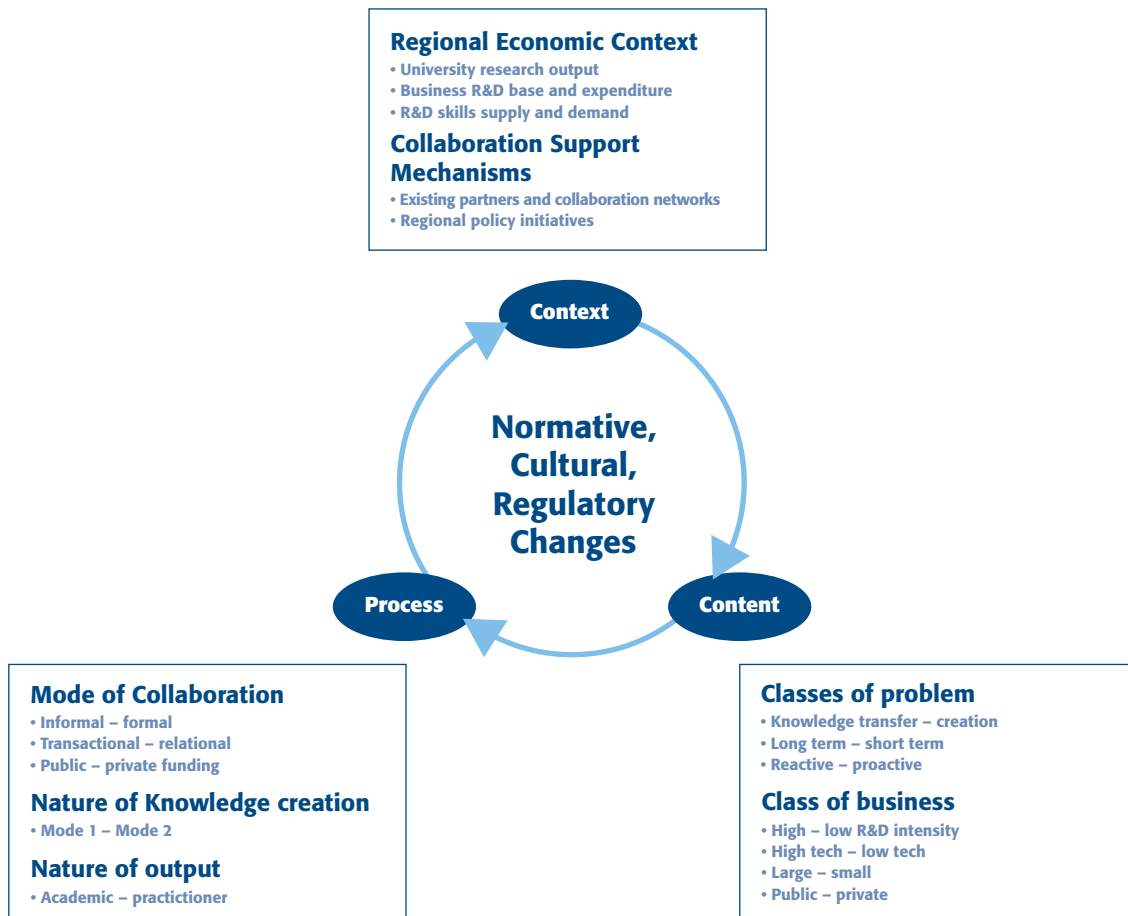 Regional Economic Context
• University research output
• Business R&D base and expenditure
• R&D skills supply and demand
Collaboration Support
Mechanisms
• Existing partners and collaboration networks
• Regional policy initiatives
Context
Normative,
Cultural,
Regulatory
Changes
Process
Content
Mode of Collaboration
• Informal – formal
• Transactional – relational
• Public – private funding
Nature of Knowledge creation
• Mode 1 – Mode 2
Nature of output
• Academic – practictioner
Classes of problem
• Knowledge transfer – creation
• Long term – short term
• Reactive – proactive
Class of business
• High – low R&D intensity
• High tech – low tech
• Large – small
• Public – private